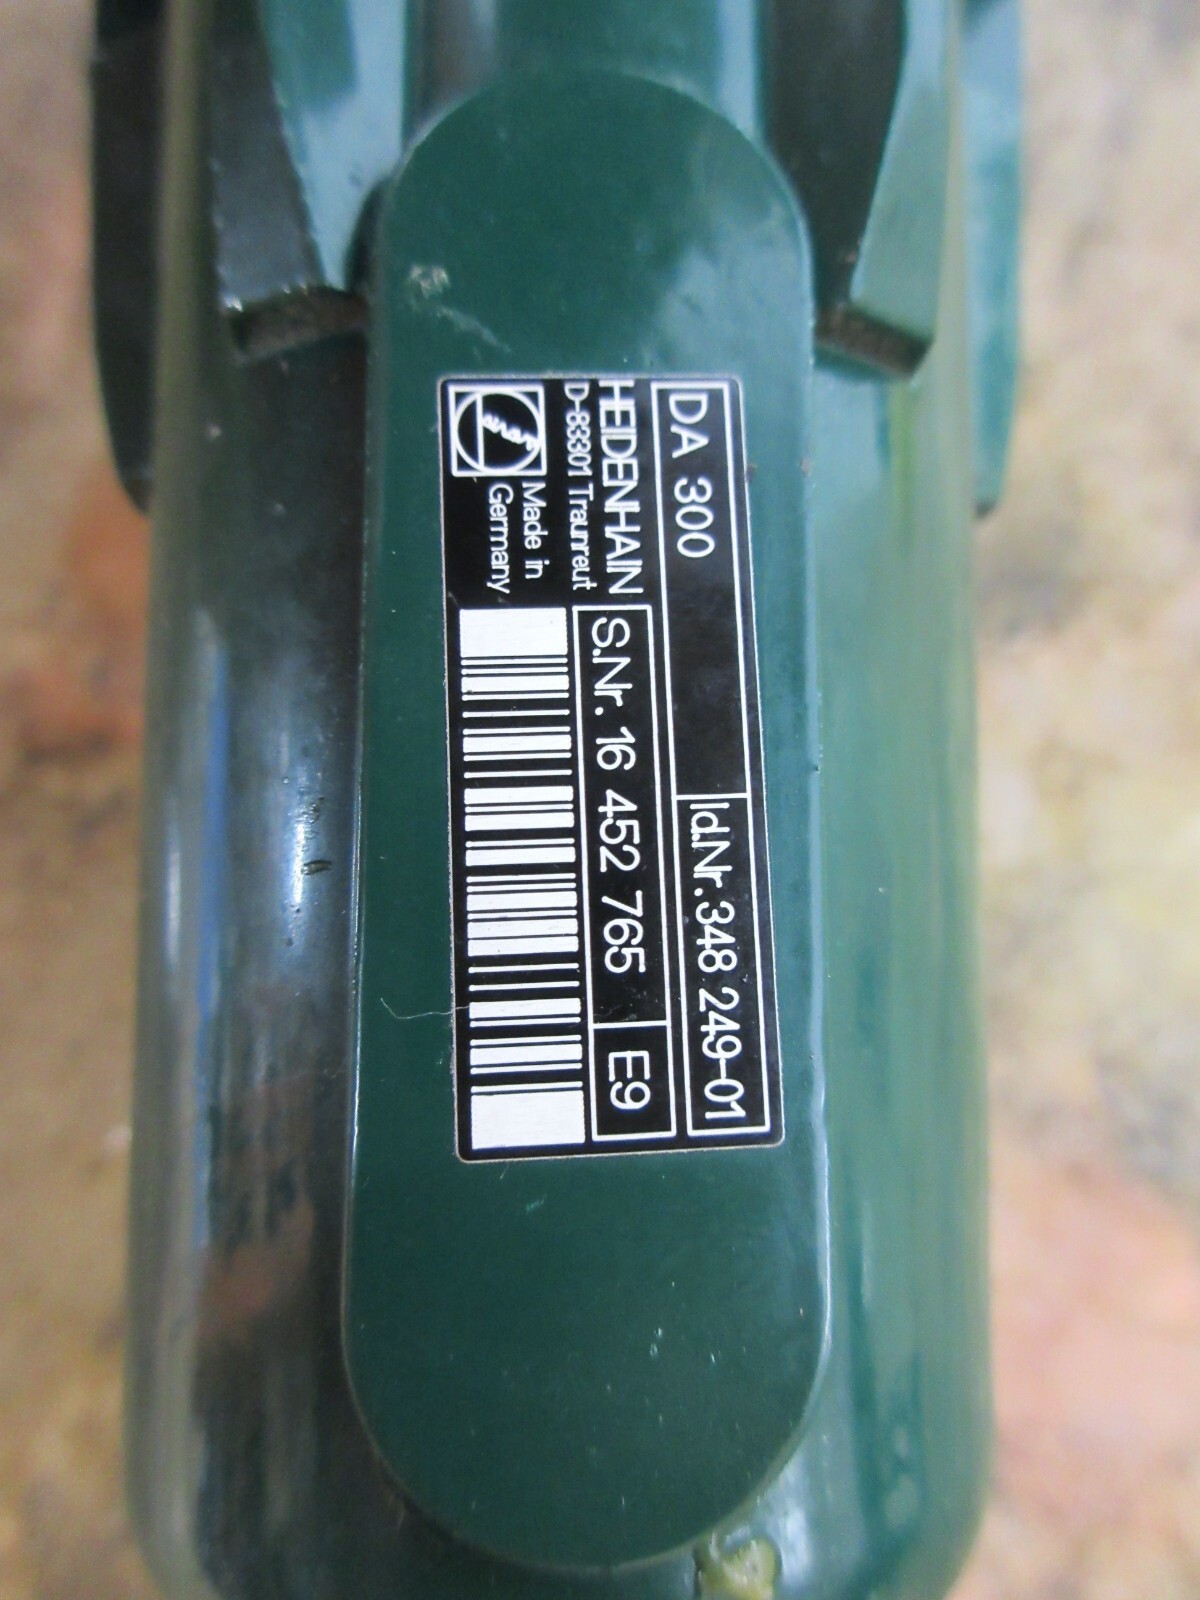 DA 300
Id.Nr. 348 249-01
HEIDENHAIN
D-83301 Traunreut
S.Nr. 16 452 765
E9
Made in
Germany